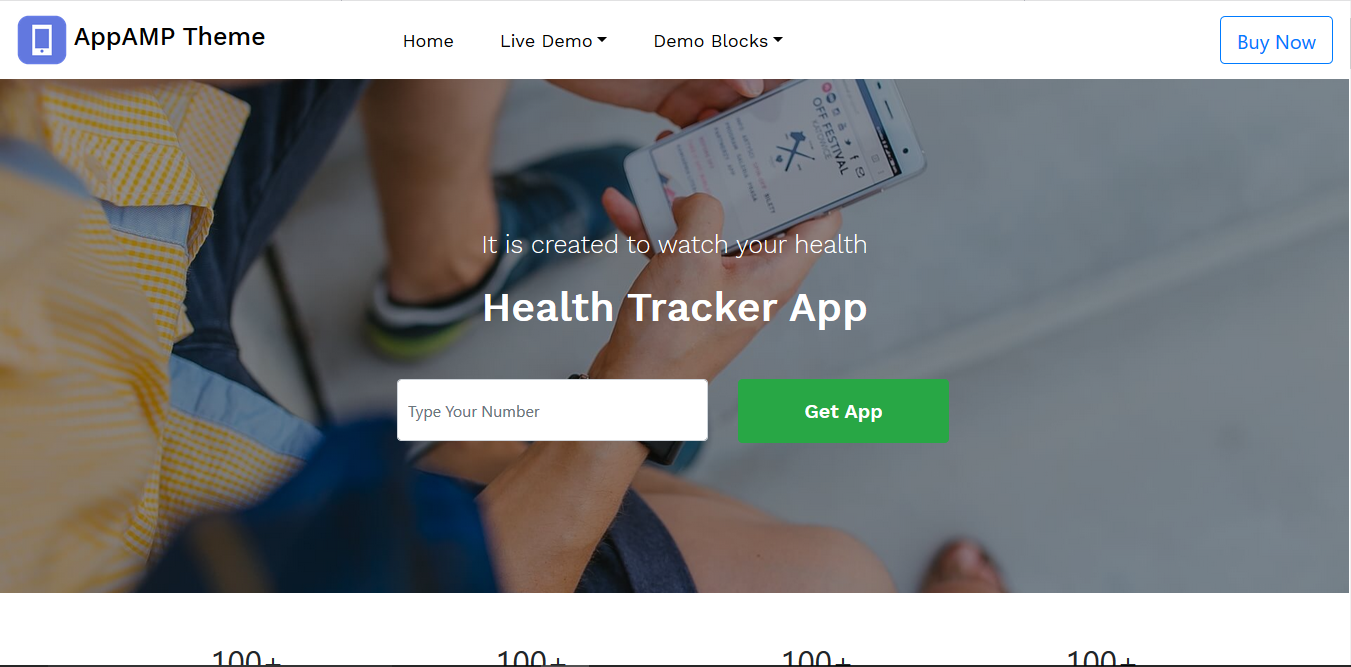 AppAMP Theme
Home
Live Demo
Demo Blocks
Buy Now
OFF FESTIVAL
KATOWICE
It is created to watch your health
Health Tracker App
Type Your Number
Get App
100+
100+
100+
100+